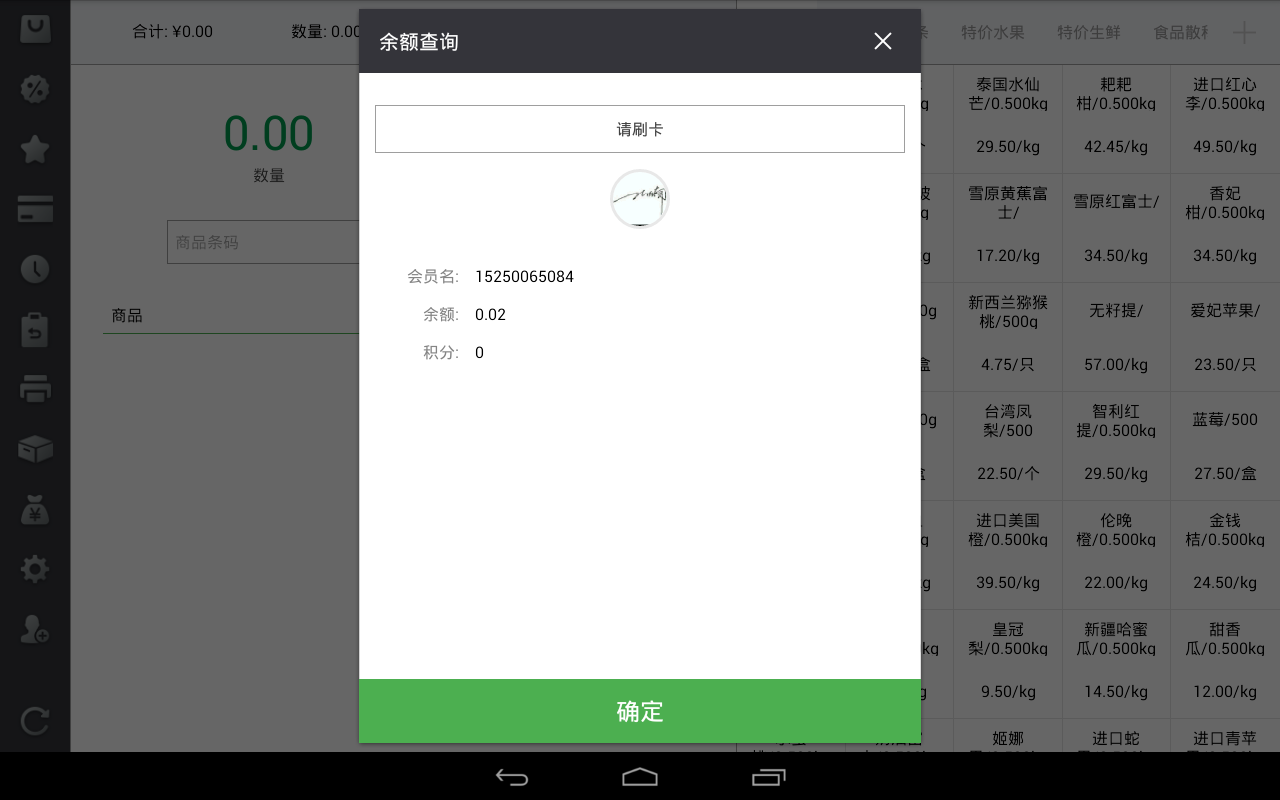 合计: ¥0.00
数量: 0.00
特价水果
特价生鲜
食品散称
余额查询
请刷卡
会员名: 15250065084
余额: 0.02
积分: 0
确定
0.00
数量
商品条码
商品
泰国水仙芒/0.500kg
29.50/kg
耙耙柑/0.500kg
42.45/kg
进口红心李/0.500kg
49.50/kg
雪原黄蕉富士/
17.20/kg
雪原红富士/
34.50/kg
香妃柑/0.500kg
34.50/kg
新西兰猕猴桃/500g
4.75/只
无籽提/
57.00/kg
爱妃苹果/
23.50/只
台湾凤梨/500
22.50/个
智利红提/0.500kg
29.50/kg
蓝莓/500
27.50/盒
进口美国橙/0.500kg
39.50/kg
伦晚橙/0.500kg
22.00/kg
金钱桔/0.500kg
24.50/kg
皇冠梨/0.500kg
9.50/kg
新疆哈蜜瓜/0.500kg
14.50/kg
甜香瓜/0.500kg
12.00/kg
姬娜
进口蛇
进口青苹